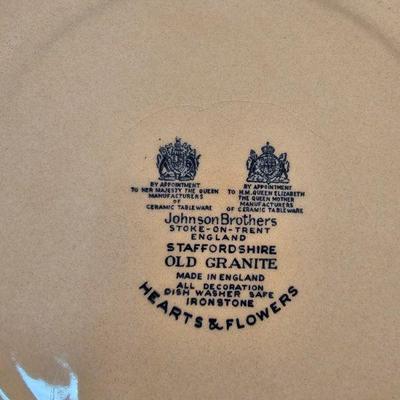 BY APPOINTMENT
TO HER MAJESTY THE QUEEN
MANUFACTURERS
OF
CERAMIC TABLEWARE
BY APPOINTMENT
TO H.M. QUEEN ELIZABETH
THE QUEEN MOTHER
MANUFACTURERS
OF CERAMIC TABLEWARE
Johnson Brothers
STOKE-ON-TRENT
ENGLAND
STAFFORDSHIRE
OLD GRANITE
MADE IN ENGLAND
ALL DECORATION
DISH WASHER SAFE
IRONSTONE
HEARTS & FLOWERS